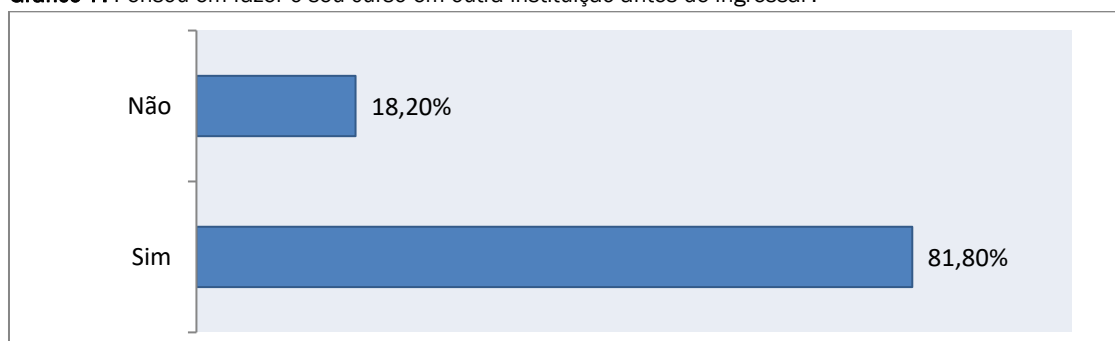 Gráfico 1: Pensou em fazer o seu curso em outra instituição antes de ingressar?
Não
18,20%
Sim
81,80%